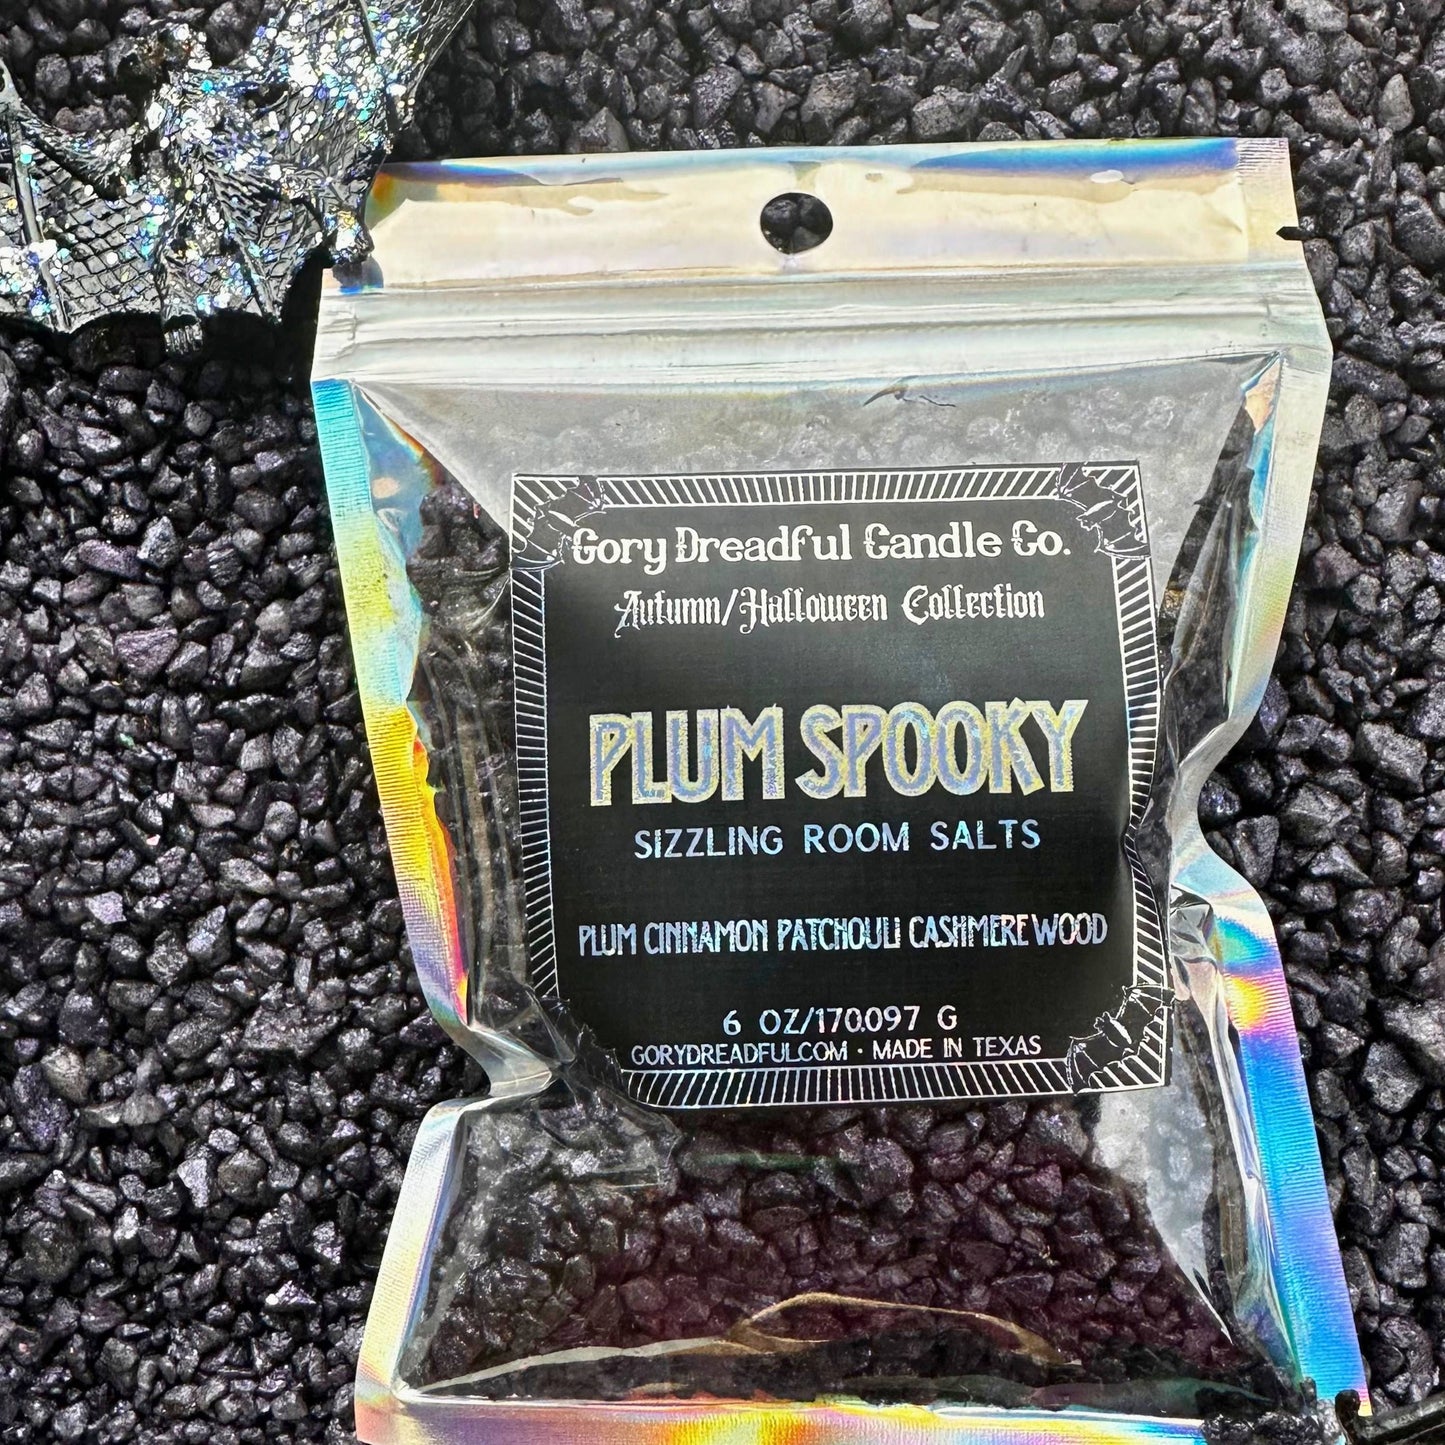 Gory Dreadful Candle Co.
Autumn/Halloween Collection
PLUM SPOOKY
SIZZLING ROOM SALTS
PLUM CINNAMON PATCHOULI CASHMERE WOOD
6 OZ/170.097 G
GORYDREADFUL.COM · MADE IN TEXAS